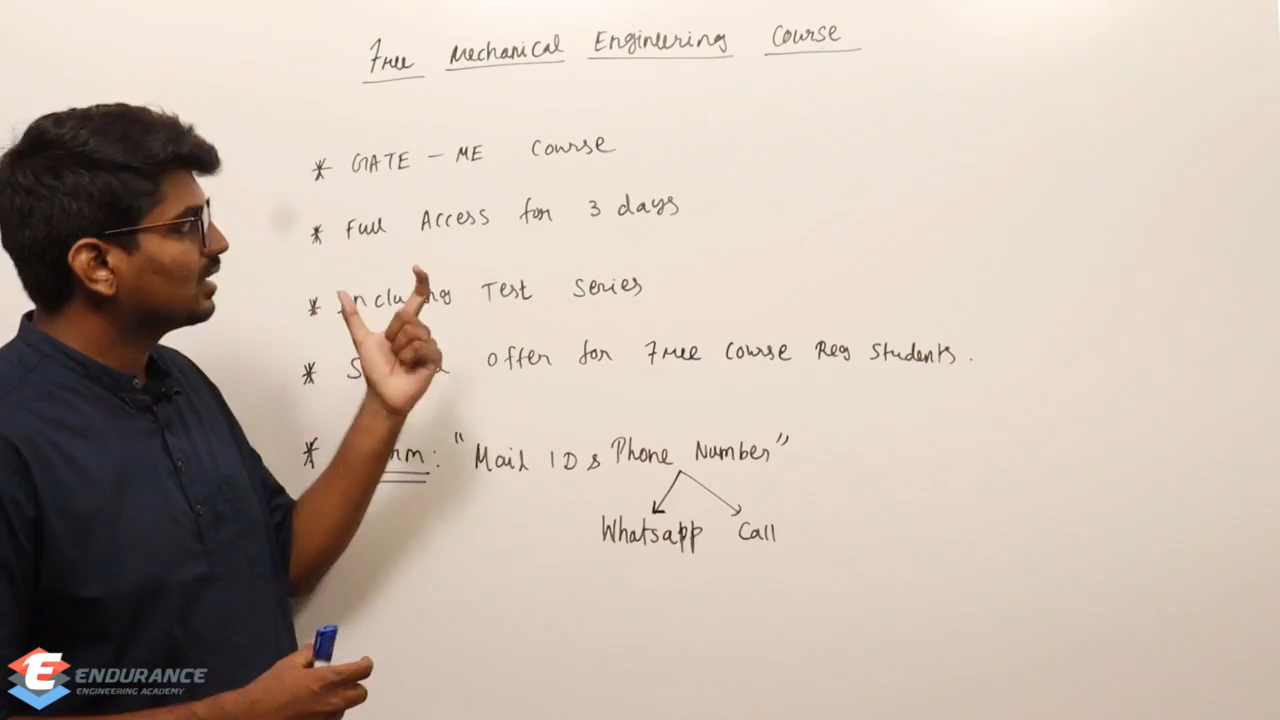 Free Mechanical Engineering Course
* GATE - ME Course
* Full Access for 3 days
* Including Test Series
* offer for Free Course Reg Students.
* : "Mail ID & Phone Number"
Whatsapp Call
ENDURANCE
ENGINEERING ACADEMY